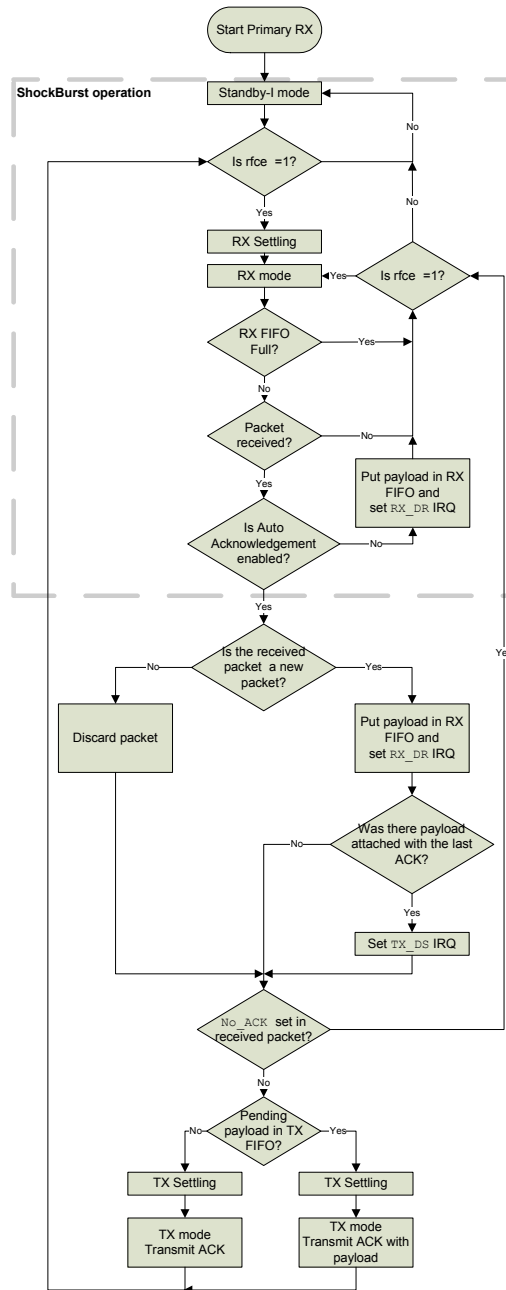 Start Primary RX
ShockBurst operation
Standby-I mode
No
Is rfce =1?
No
Yes
RX Settling
RX mode
Yes
Is rfce =1?
RX FIFO
Full?
Yes
No
Packet
received?
No
Put payload in RX
FIFO and
set RX_DR IRQ
Yes
Is Auto
Acknowledgement
enabled?
No
Yes
Is the received
packet a new
packet?
No
Yes
Discard packet
Put payload in RX
FIFO and
set RX_DR IRQ
Was there payload
attached with the last
ACK?
No
Yes
Set TX_DS IRQ
No_ACK set in
received packet?
No
Pending
payload in TX
FIFO?
No
Yes
TX Settling
TX Settling
TX mode
Transmit ACK
TX mode
Transmit ACK with
payload